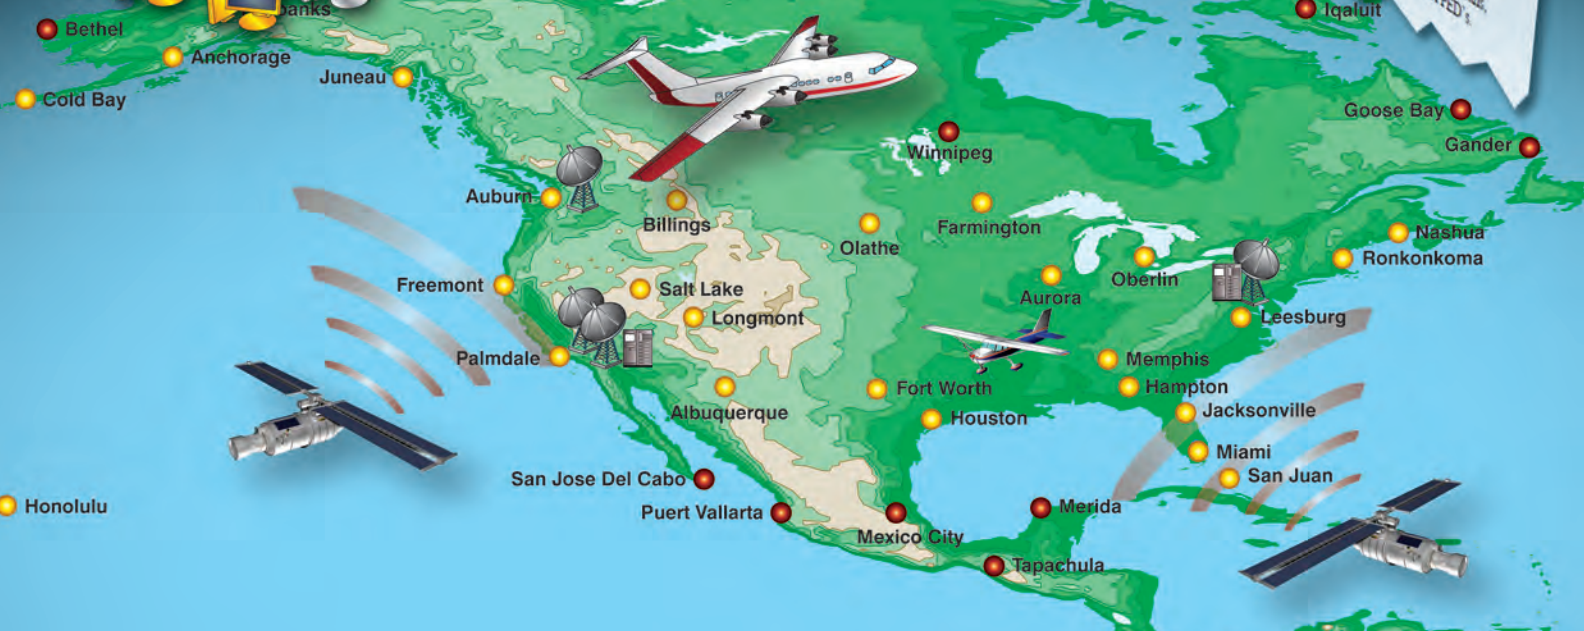 banks
Iqaluit
Bethel
Anchorage
Juneau
Cold Bay
Goose Bay
Gander
Winnipeg
Auburn
Billings
Farmington
Olathe
Nashua
Ronkonkoma
Oberlin
Freemont
Salt Lake
Aurora
Longmont
Leesburg
Palmdale
Memphis
Fort Worth
Hampton
Albuquerque
Houston
Jacksonville
Miami
San Jose Del Cabo
San Juan
Honolulu
Puert Vallarta
Merida
Mexico City
Tapachula